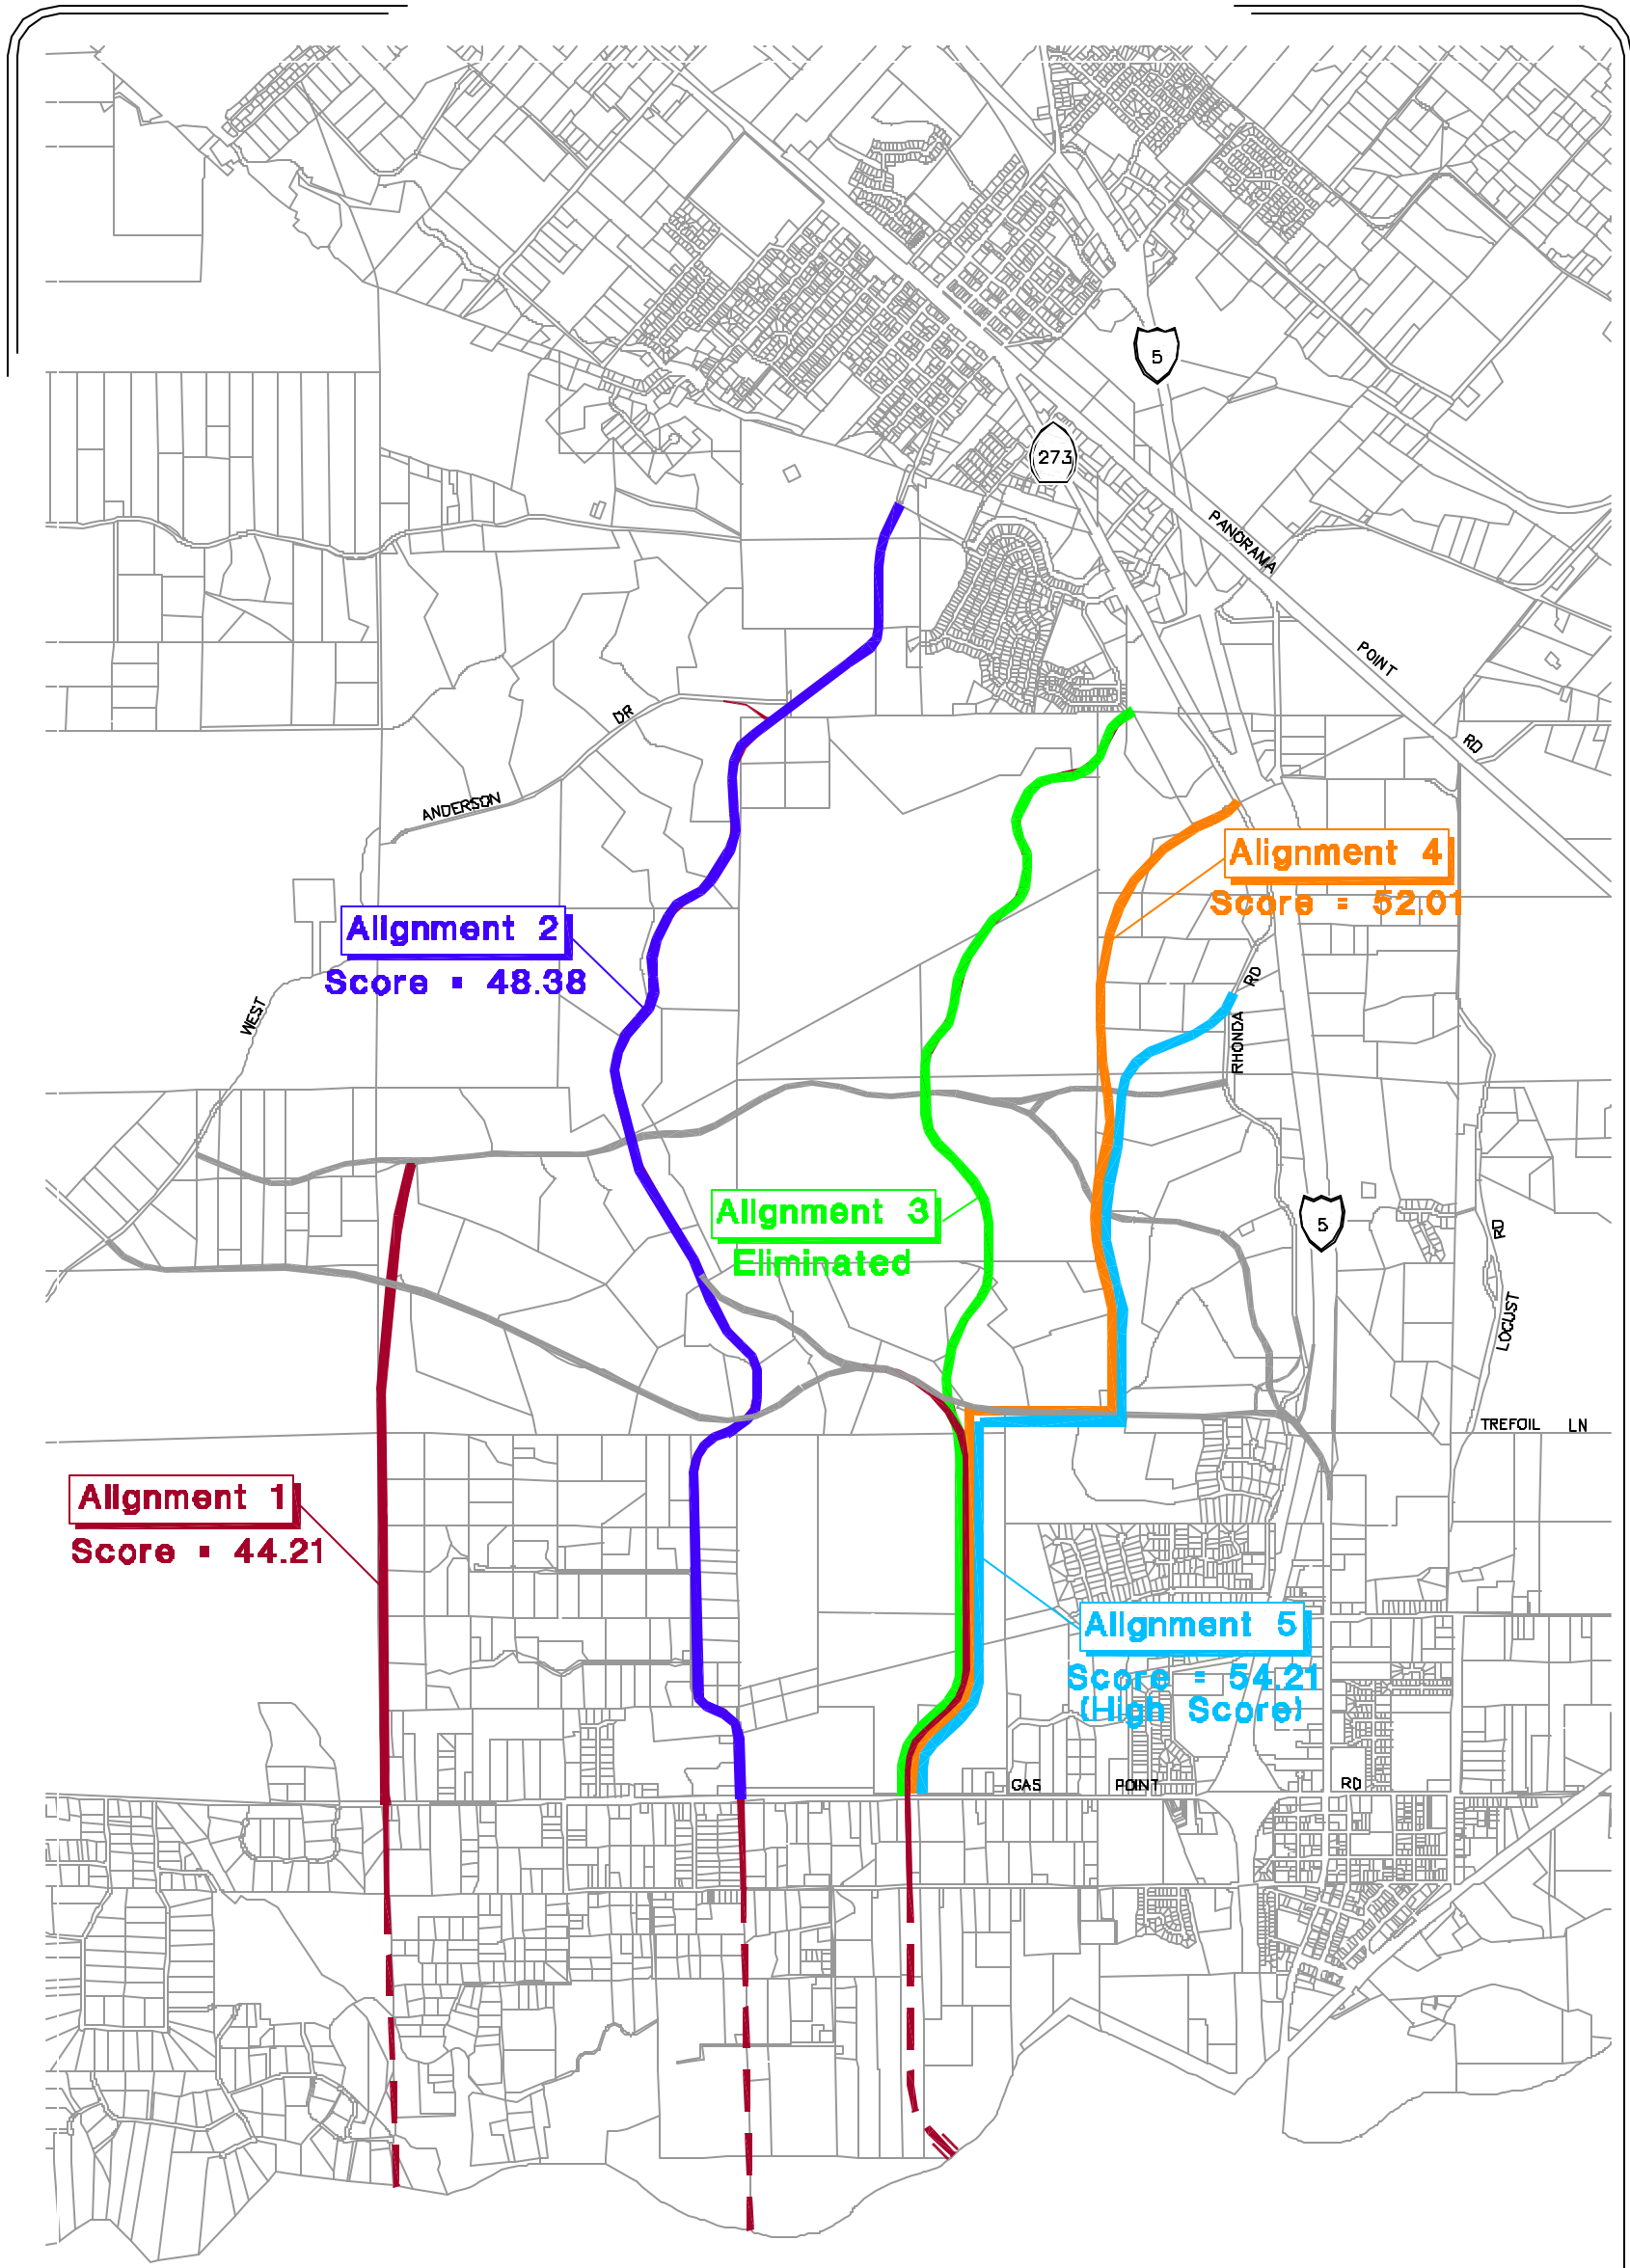 5
273
PANORAMA
POINT
RD
DR
ANDERSON
Alignment 4
Score = 52.01
Alignment 2
Score = 48.38
RD
WEST
RHONDA
Alignment 3
Eliminated
5
RD
LOCUST
TREFOIL LN
Alignment 1
Score = 44.21
Alignment 5
Score = 54.21
(High Score)
GAS POINT RD